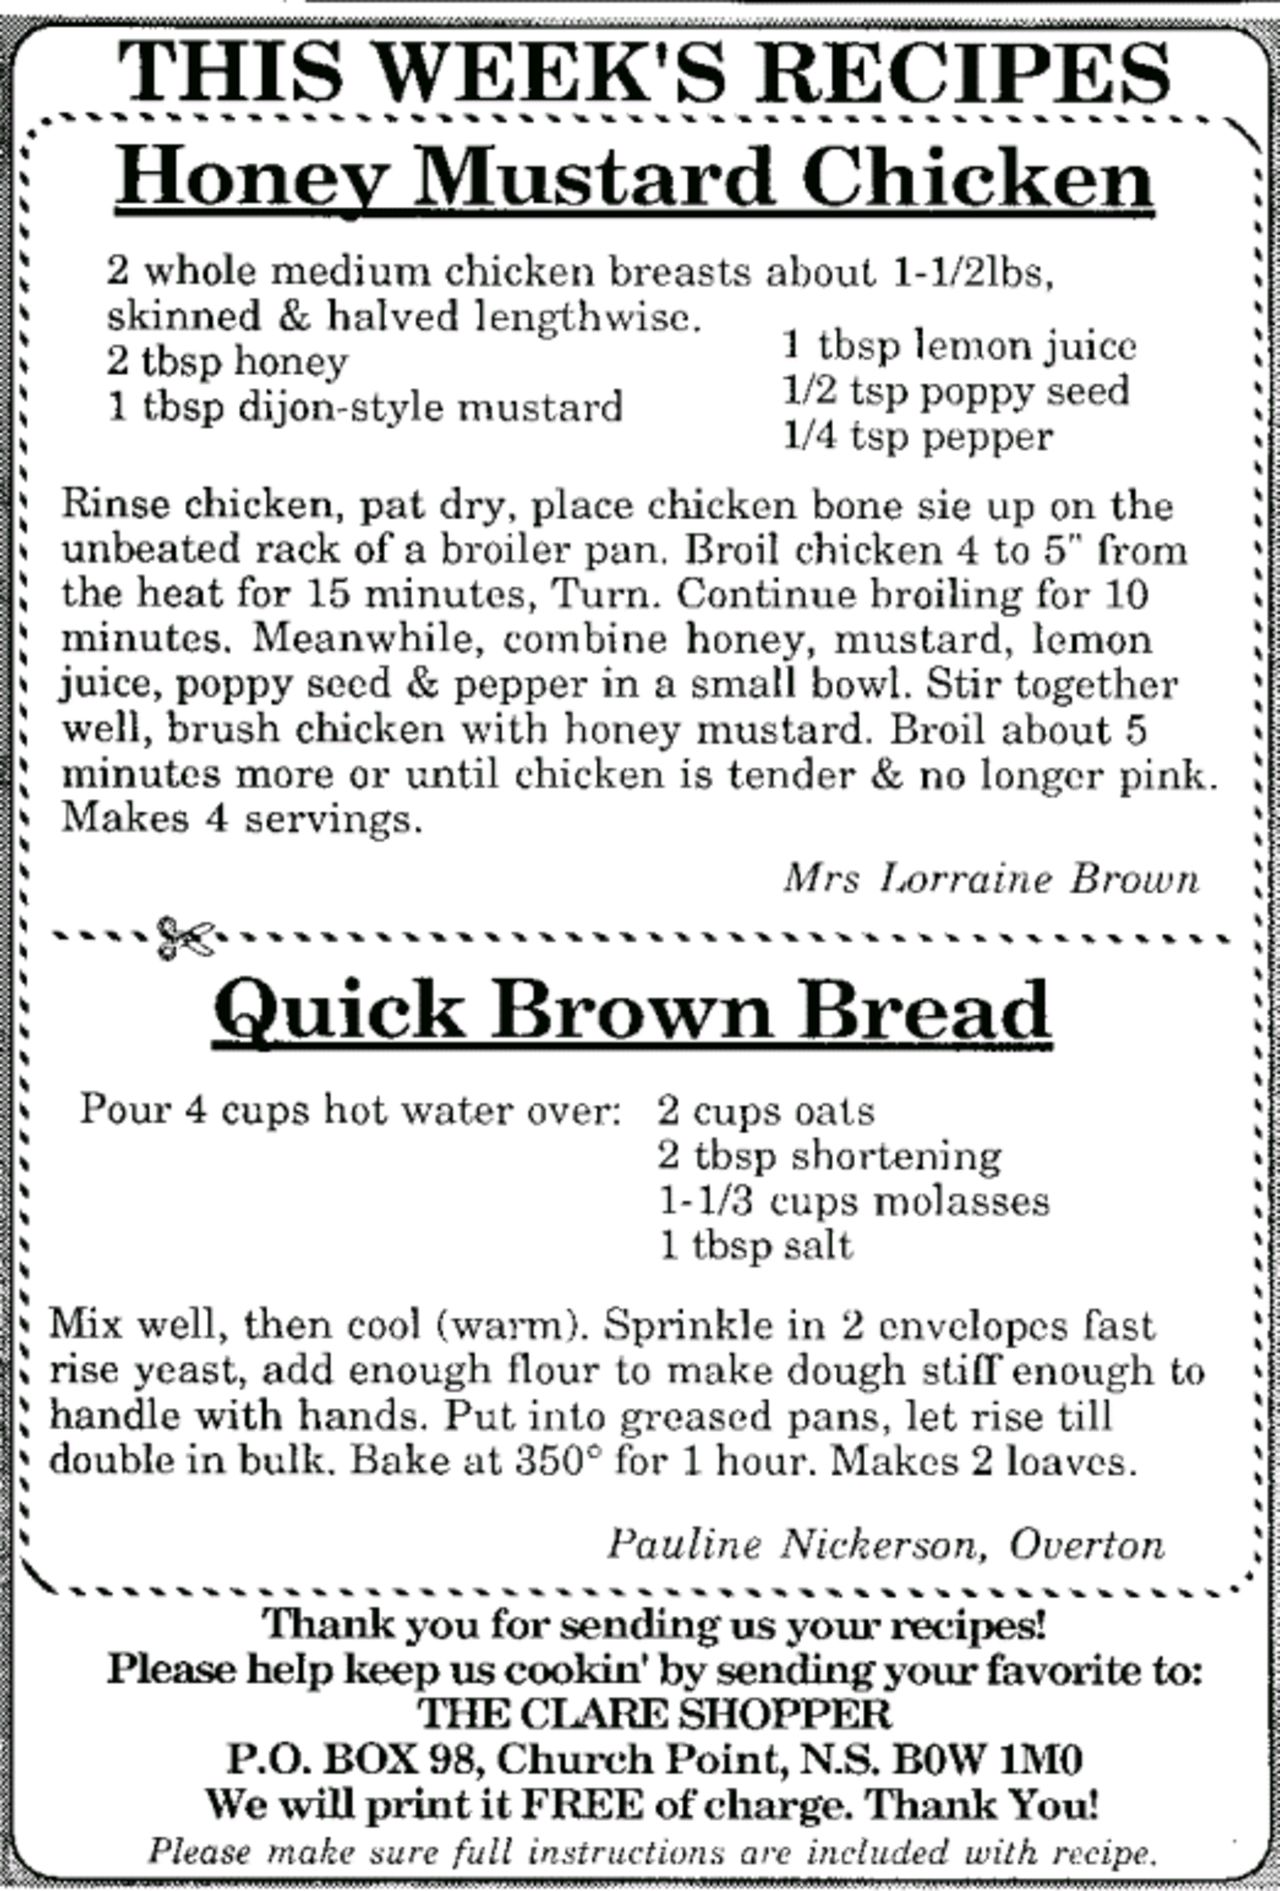 THIS WEEK'S RECIPES
Honey Mustard Chicken
2 whole medium chicken breasts about 1-1/2lbs,
skinned & halved lengthwise.
2 tbsp honey
1 tbsp dijon-style mustard
1 tbsp lemon juice
1/2 tsp poppy seed
1/4 tsp pepper
Rinse chicken, pat dry, place chicken bone sie up on the
unbeated rack of a broiler pan. Broil chicken 4 to 5" from
the heat for 15 minutes, Turn. Continue broiling for 10
minutes. Meanwhile, combine honey, mustard, lemon
juice, poppy seed & pepper in a small bowl. Stir together
well, brush chicken with honey mustard. Broil about 5
minutes more or until chicken is tender & no longer pink.
Makes 4 servings.
Mrs Lorraine Brown
Quick Brown Bread
Pour 4 cups hot water over: 2 cups oats
2 tbsp shortening
1-1/3 cups molasses
1 tbsp salt
Mix well, then cool (warm). Sprinkle in 2 envelopes fast
rise yeast, add enough flour to make dough stiff enough to
handle with hands. Put into greased pans, let rise till
double in bulk. Bake at 350° for 1 hour. Makes 2 loaves.
Pauline Nickerson, Overton
Thank you for sending us your recipes!
Please help keep us cookin' by sending your favorite to:
THE CLARE SHOPPER
P.O. BOX 98, Church Point, N.S. B0W 1M0
We will print it FREE of charge. Thank You!
Please make sure full instructions are included with recipe.